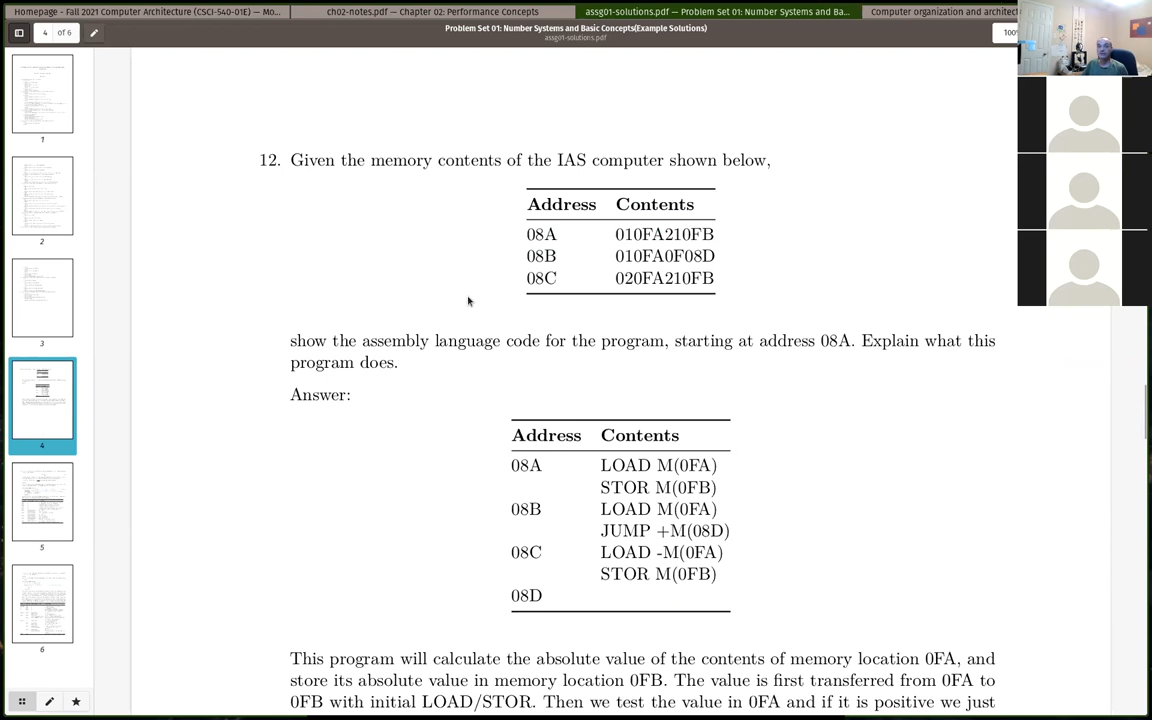 Homepage - Fall 2021 Computer Architecture (CSCI-540-01E) — Mo...
ch02-notes.pdf — Chapter 02: Performance Concepts
assg01-solutions.pdf — Problem Set 01: Number Systems and Ba...
computer organization and architect
4 of 6
Problem Set 01: Number Systems and Basic Concepts(Example Solutions)
assg01-solutions.pdf
100
1
2
3
4
5
6
12. Given the memory contents of the IAS computer shown below,
Address Contents
08A 010FA210FB
08B 010FA0F08D
08C 020FA210FB
show the assembly language code for the program, starting at address 08A. Explain what this
program does.
Answer:
Address Contents
08A LOAD M(0FA)
STOR M(0FB)
08B LOAD M(0FA)
JUMP +M(08D)
08C LOAD -M(0FA)
STOR M(0FB)
08D
This program will calculate the absolute value of the contents of memory location 0FA, and
store its absolute value in memory location 0FB. The value is first transferred from 0FA to
0FB with initial LOAD/STOR. Then we test the value in 0FA and if it is positive we just